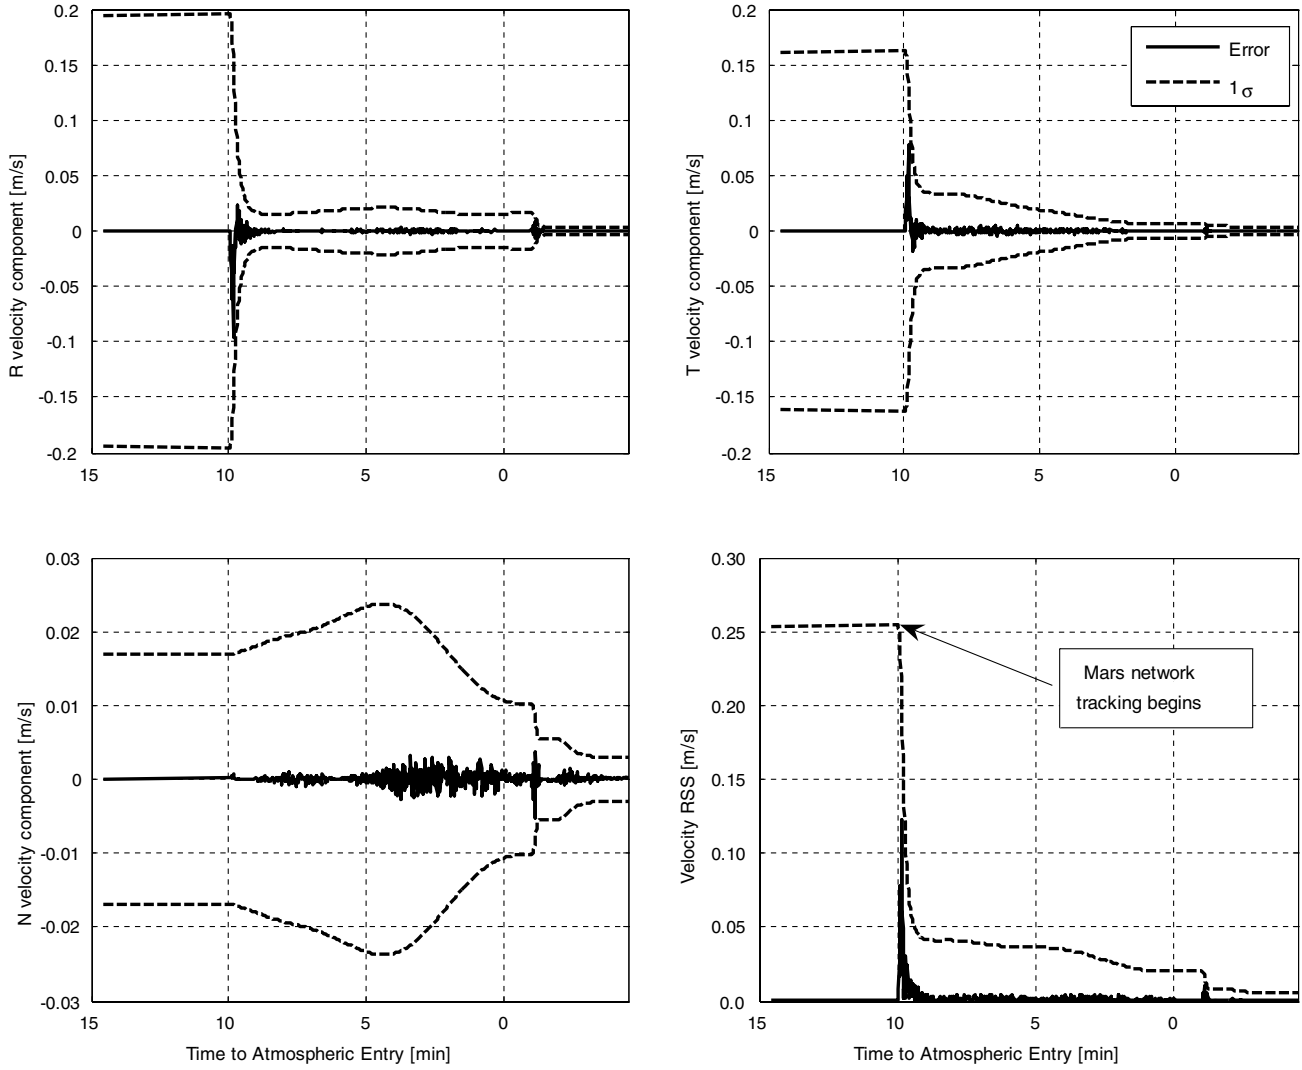 R velocity component [m/s]
0.2
0.15
0.1
0.05
0
-0.05
-0.1
-0.15
-0.2
15 10 5 0
T velocity component [m/s]
0.2
0.15
0.1
0.05
0
-0.05
-0.1
-0.15
-0.2
15 10 5 0
Error
1σ
N velocity component [m/s]
0.03
0.02
0.01
0
-0.01
-0.02
-0.03
15 10 5 0
Time to Atmospheric Entry [min]
Velocity RSS [m/s]
0.30
0.25
0.20
0.15
0.10
0.05
0.0
15 10 5 0
Time to Atmospheric Entry [min]
Mars network
tracking begins